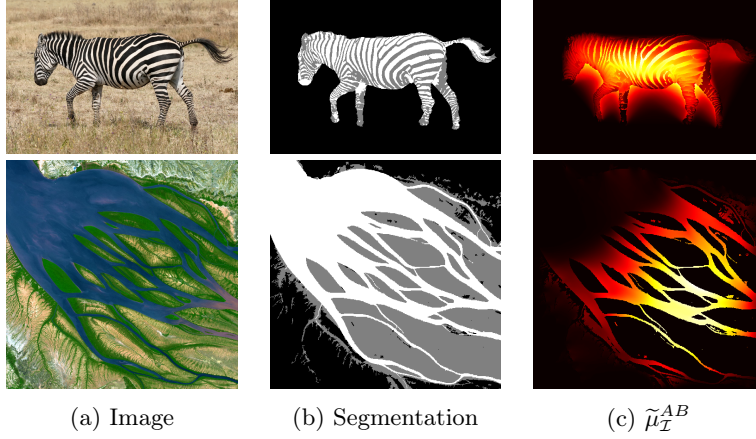 (a) Image
(b) Segmentation
(c) $\widetilde{\mu}_{\mathcal{I}}^{AB}$